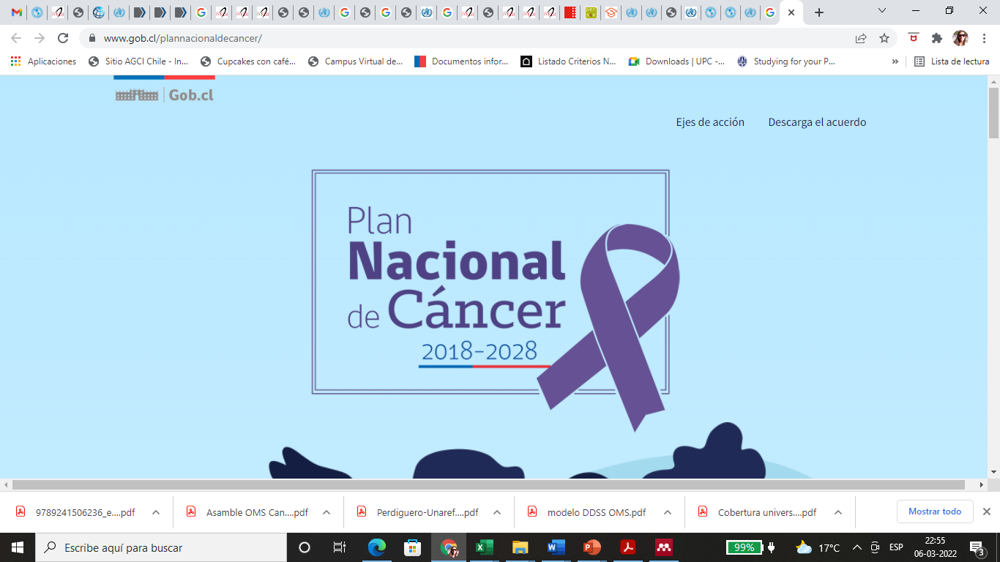 www.gob.cl/plannacionaldecancer/
Aplicaciones
Sitio AGCI Chile - In...
Cupcakes con café...
Campus Virtual de...
Documentos infor...
Listado Criterios N...
Downloads | UPC -...
Studying for your P...
»
Lista de lectura
Gob.cl
Ejes de acción
Descarga el acuerdo
Plan
Nacional
de Cáncer
2018-2028
9789241506236_e....pdf
Asamble OMS Can....pdf
Perdiguero-Unaref....pdf
modelo DDSS OMS.pdf
Cobertura univers....pdf
Mostrar todo
Escribe aquí para buscar
99%
17°C
ESP
22:55
06-03-2022
3